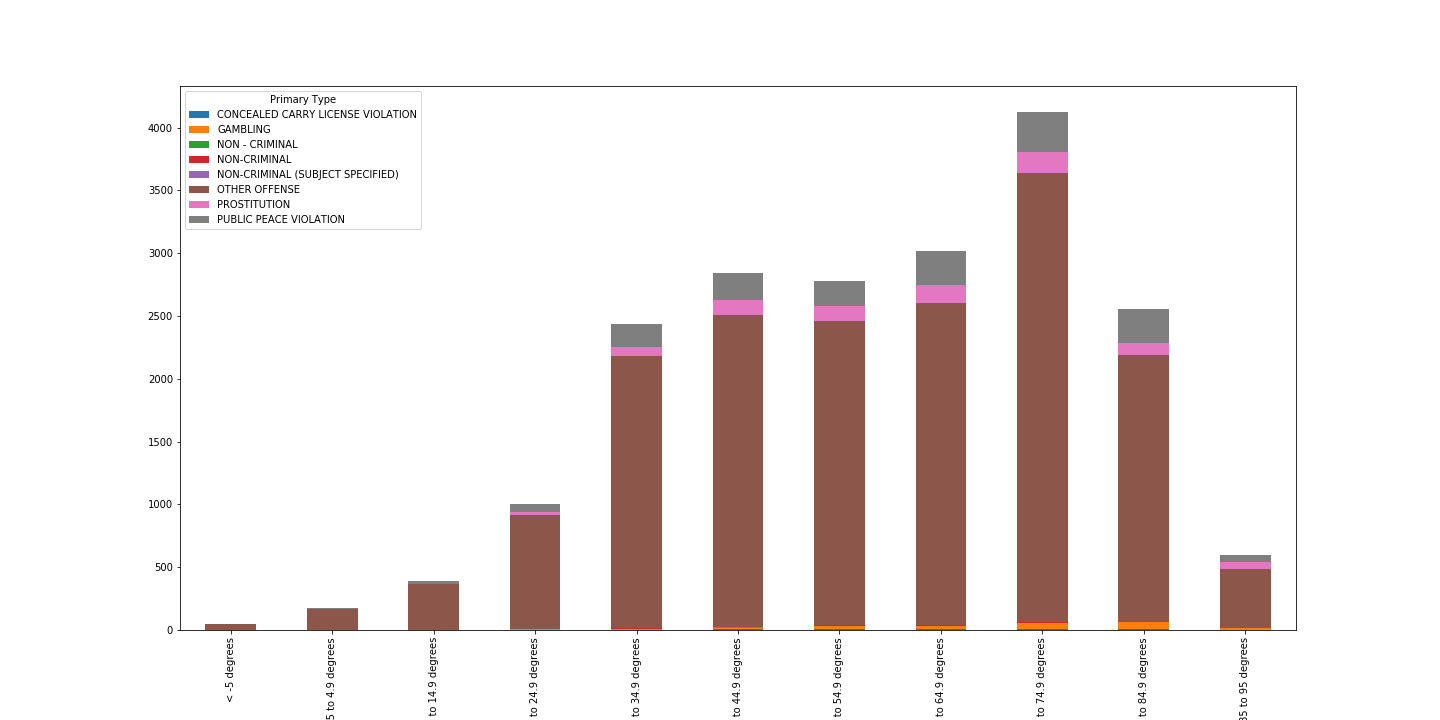 Primary Type
CONCEALED CARRY LICENSE VIOLATION
GAMBLING
NON - CRIMINAL
NON-CRIMINAL
NON-CRIMINAL (SUBJECT SPECIFIED)
OTHER OFFENSE
PROSTITUTION
PUBLIC PEACE VIOLATION
4000
3500
3000
2500
2000
1500
1000
500
0
< -5 degrees
5 to 4.9 degrees
to 14.9 degrees
to 24.9 degrees
to 34.9 degrees
to 44.9 degrees
to 54.9 degrees
to 64.9 degrees
to 74.9 degrees
to 84.9 degrees
to 95 degrees